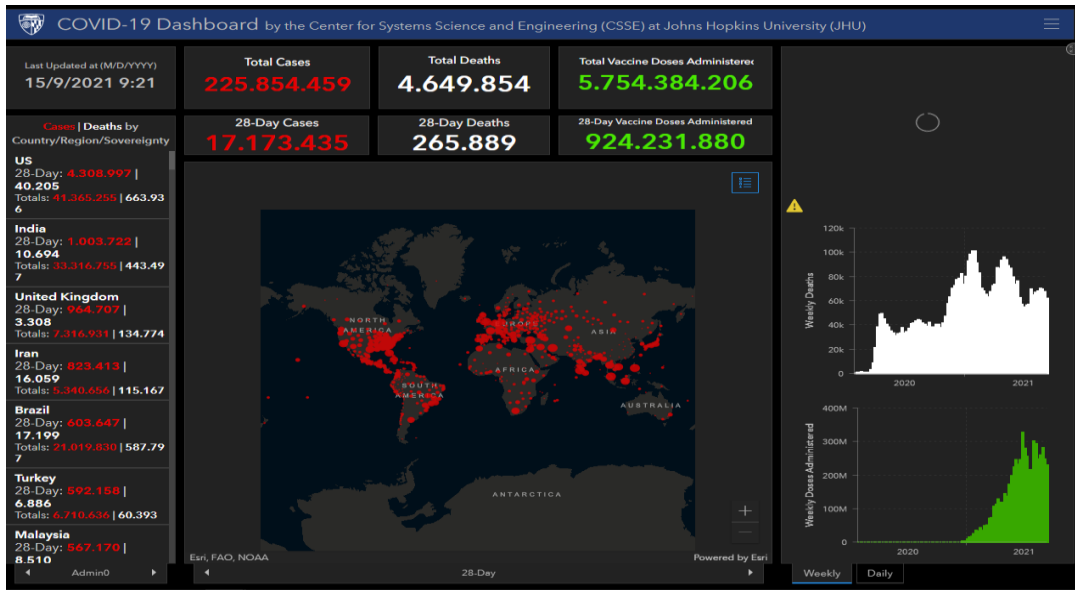 COVID-19 Dashboard by the Center for Systems Science and Engineering (CSSE) at Johns Hopkins University (JHU)
Last Updated at (M/D/YYYY)
15/9/2021 9:21
Total Cases
225.854.459
Total Deaths
4.649.854
Total Vaccine Doses Administere
5.754.384.206
28-Day Cases
17.173.435
28-Day Deaths
265.889
28-Day Vaccine Doses Administered
924.231.880
Cases | Deaths by
Country/Region/Sovereignty
US
28-Day: 4.308.997 |
40.205
Totals: 41.365.255 | 663.93
6
India
28-Day: 1.003.722 |
10.694
Totals: 33.316.755 | 443.49
7
United Kingdom
28-Day: 964.707 |
3.308
Totals: 7.316.931 | 134.774
Iran
28-Day: 823.413 |
16.059
Totals: 5.340.656 | 115.167
Brazil
28-Day: 603.647 |
17.199
Totals: 21.019.830 | 587.79
7
Turkey
28-Day: 592.158 |
6.886
Totals: 6.710.636 | 60.393
Malaysia
28-Day: 567.170 |
8.510
Admin0
NORTH
AMERICA
EUROPE
ASIA
AFRICA
SOUTH
AMERICA
AUSTRALIA
ANTARCTICA
Esri, FAO, NOAA
Powered by Esri
28-Day
Weekly Deaths
120k
100k
80k
60k
40k
20k
0
2020
2021
Weekly Doses Administered
400M
300M
200M
100M
0
2020
2021
Weekly
Daily